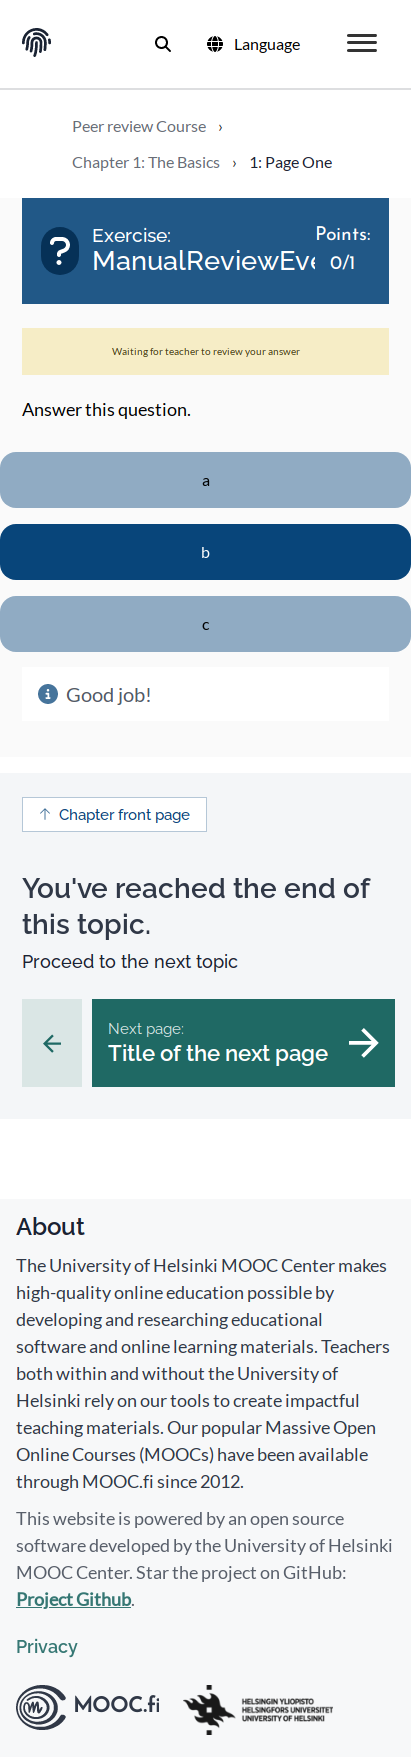 Language
Peer review Course ›
Chapter 1: The Basics › 1: Page One
Exercise:
Points:
ManualReviewEve
0/1
Waiting for teacher to review your answer
Answer this question.
a
b
c
Good job!
Chapter front page
You've reached the end of
this topic.
Proceed to the next topic
Next page:
Title of the next page
About
The University of Helsinki MOOC Center makes
high-quality online education possible by
developing and researching educational
software and online learning materials. Teachers
both within and without the University of
Helsinki rely on our tools to create impactful
teaching materials. Our popular Massive Open
Online Courses (MOOCs) have been available
through MOOC.fi since 2012.
This website is powered by an open source
software developed by the University of Helsinki
MOOC Center. Star the project on GitHub:
Project Github.
Privacy
MOOC.fi
HELSINGIN YLIOPISTO
HELSINGFORS UNIVERSITET
UNIVERSITY OF HELSINKI